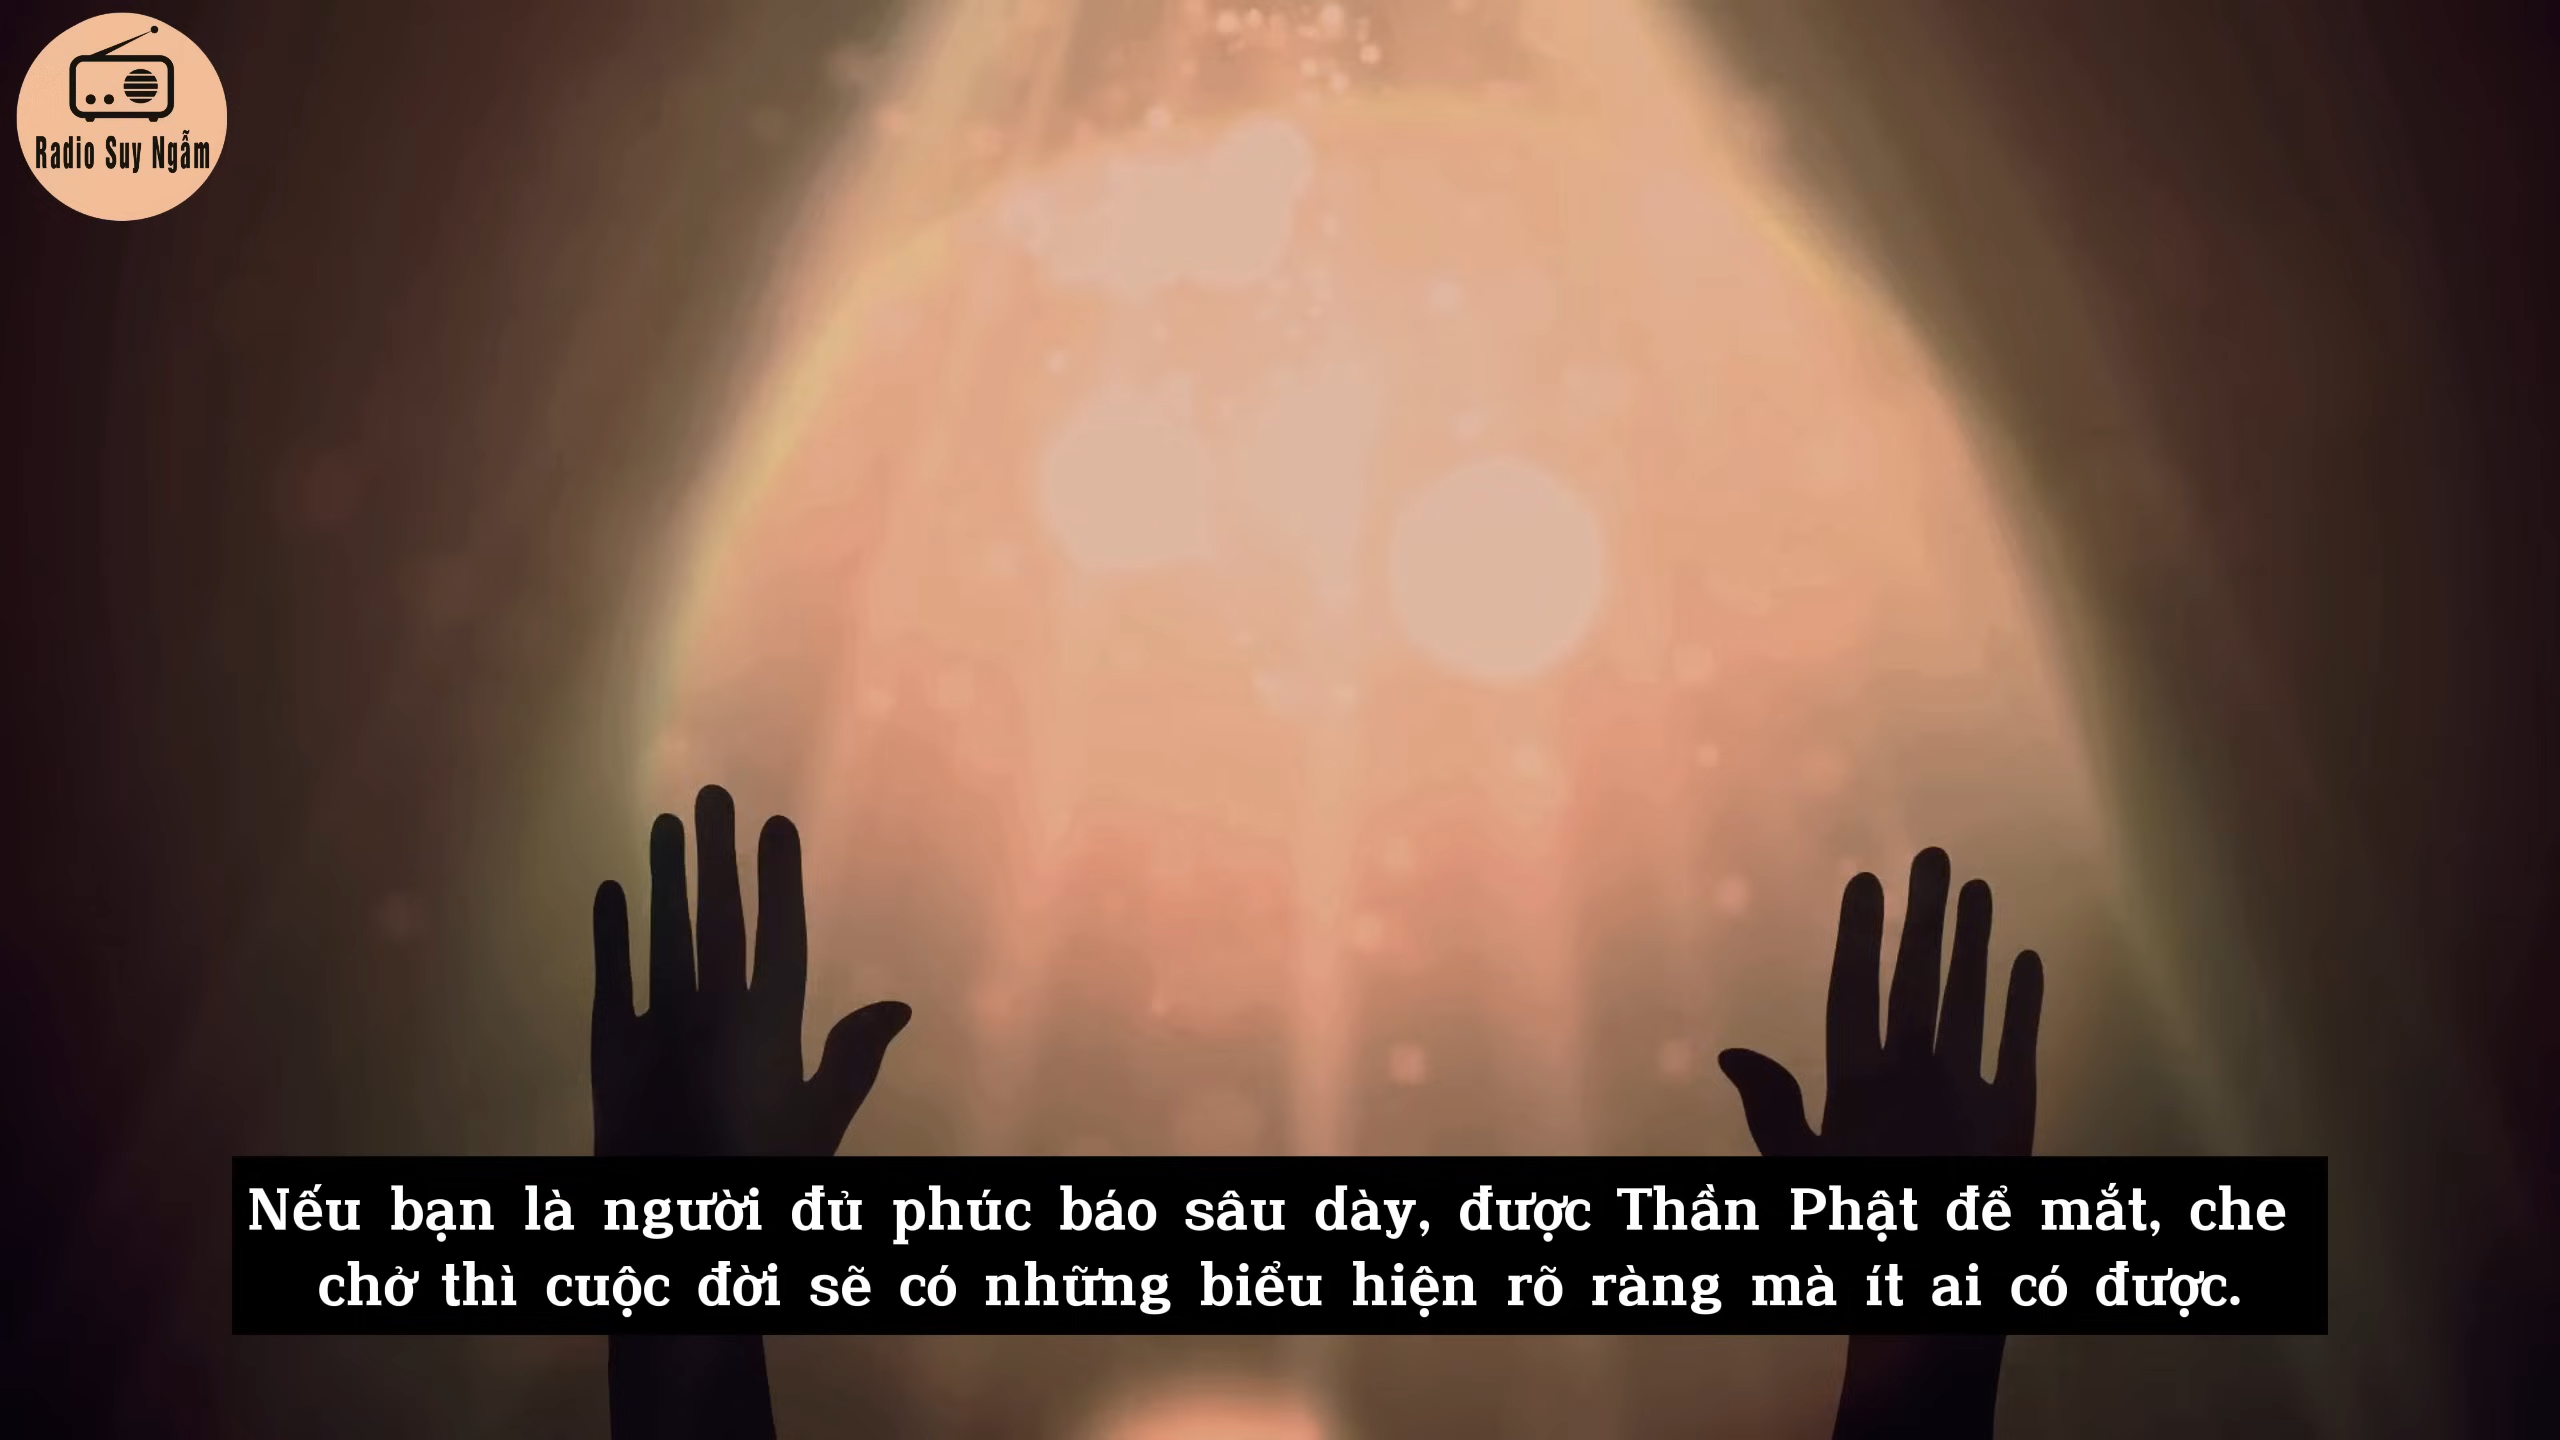 Radio Suy Ngẫm
Nếu bạn là người đủ phúc báo sâu dày, được Thần Phật để mắt, che
chở thì cuộc đời sẽ có những biểu hiện rõ ràng mà ít ai có được.